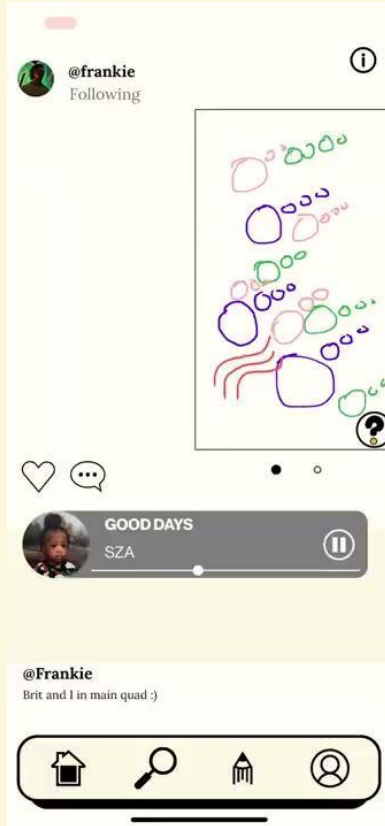 @frankie
Following
GOOD DAYS
SZA
@Frankie
Brit and I in main quad :)